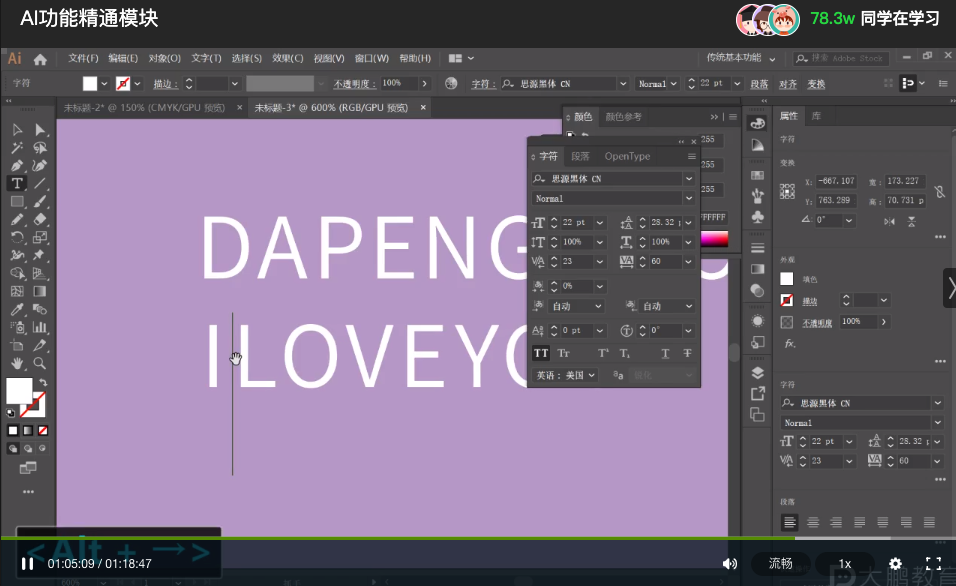 AI功能精通模块
78.3w 同学在学习
Ai 文件(F) 编辑(E) 对象(O) 文字(T) 选择(S) 效果(C) 视图(V) 窗口(W) 帮助(H) 传统基本功能 搜索 Adobe Stock
字符 描边: 不透明度: 100% 字符: 思源黑体 CN Normal 22 pt 段落 对齐 变换
未标题-2* @ 150% (CMYK/GPU 预览) × 未标题-3* @ 600% (RGB/GPU 预览) ×
颜色 颜色参考
255
255
255
FFFFFF
字符 段落 OpenType
思源黑体 CN
Normal
22 pt 28.32
100% 100%
23 60
0%
自动 自动
0 pt 0°
TT Tr T¹ T₁ T Ŧ
英语: 美国 ªa 锐化
属性 库
字符
变换
X: -667.107 宽: 173.227
Y: 763.289 高: 70.731 p
0°
外观
填色
描边
不透明度 100%
fx.
字符
思源黑体 CN
Normal
22 pt 28.32
23 60
段落
DAPENG
ILOVEYO
<Alt + →>
600%
01:05:09 / 01:18:47
流畅 1x
大鹏教育